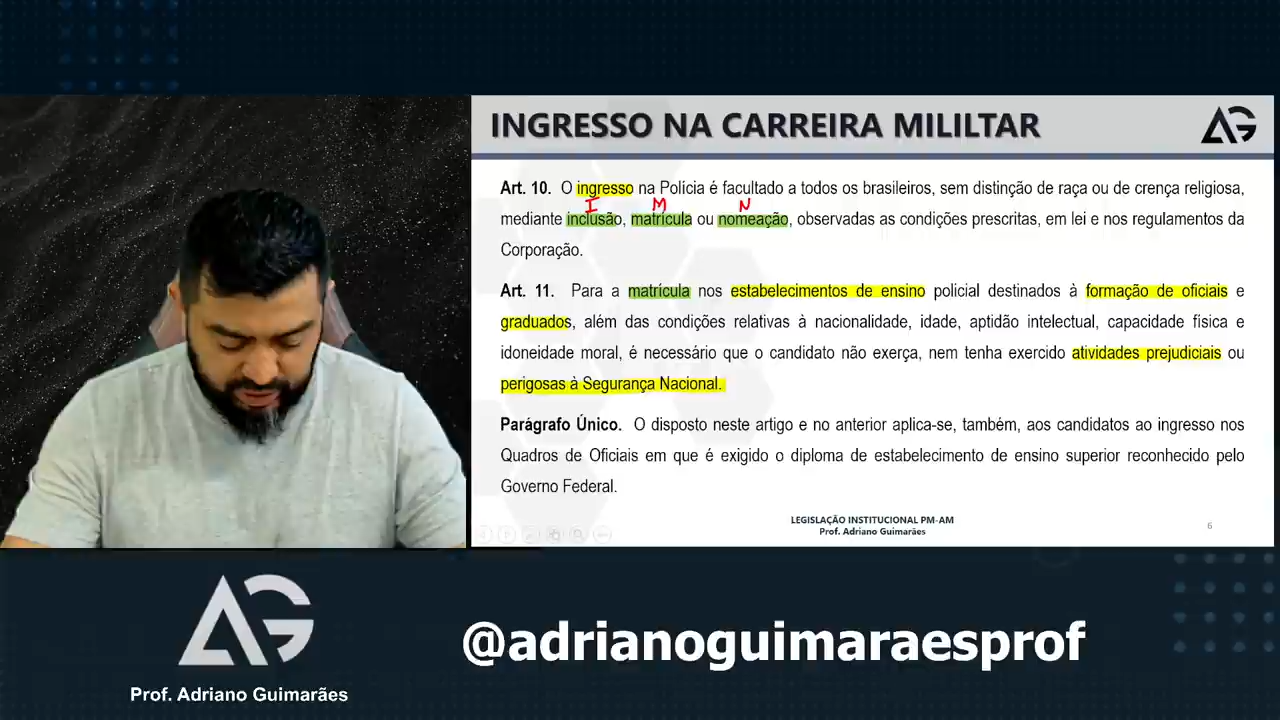 INGRESSO NA CARREIRA MILILTAR
AG
Art. 10. O ingresso na Polícia é facultado a todos os brasileiros, sem distinção de raça ou de crença religiosa,
I M N
mediante inclusão, matrícula ou nomeação, observadas as condições prescritas, em lei e nos regulamentos da
Corporação.
Art. 11. Para a matrícula nos estabelecimentos de ensino policial destinados à formação de oficiais e
graduados, além das condições relativas à nacionalidade, idade, aptidão intelectual, capacidade física e
idoneidade moral, é necessário que o candidato não exerça, nem tenha exercido atividades prejudiciais ou
perigosas à Segurança Nacional.
Parágrafo Único. O disposto neste artigo e no anterior aplica-se, também, aos candidatos ao ingresso nos
Quadros de Oficiais em que é exigido o diploma de estabelecimento de ensino superior reconhecido pelo
Governo Federal.
LEGISLAÇÃO INSTITUCIONAL PM-AM
Prof. Adriano Guimarães
6
AG
Prof. Adriano Guimarães
@adrianoguimaraesprof